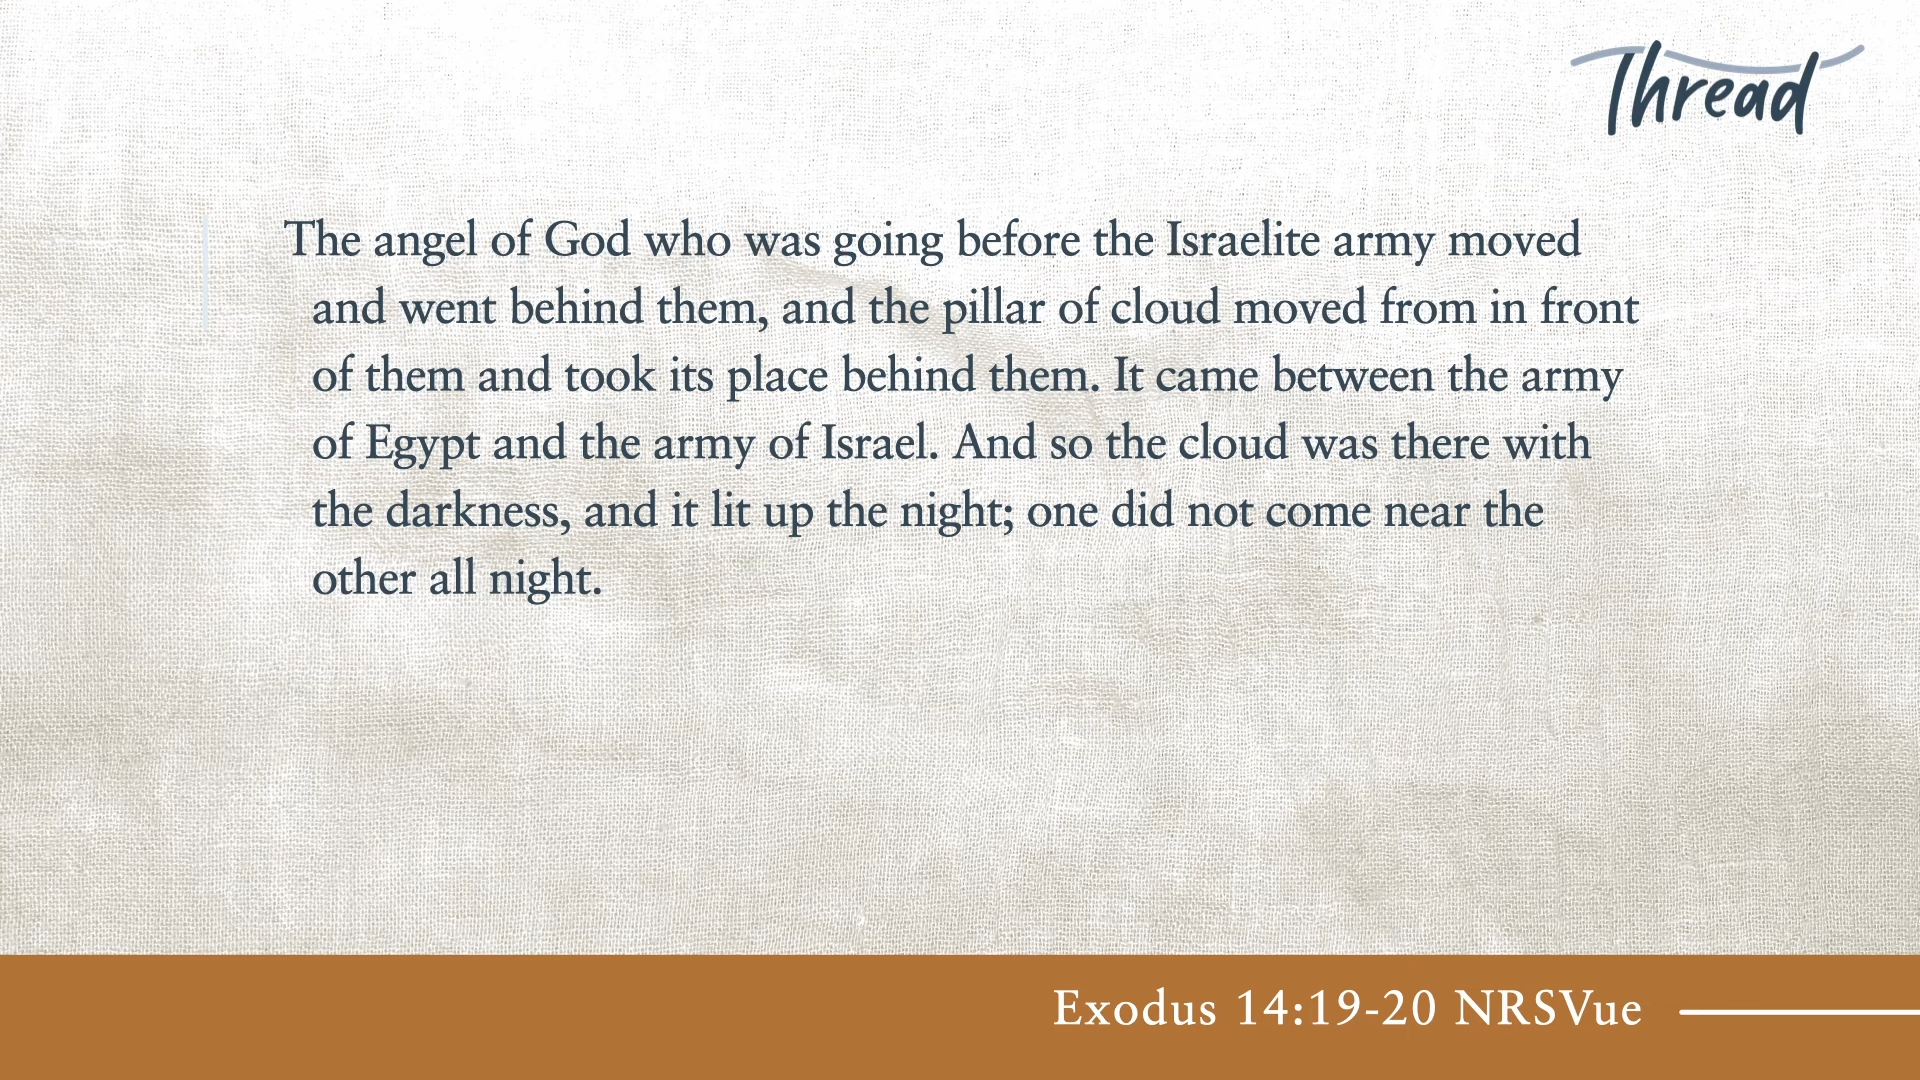 Thread
The angel of God who was going before the Israelite army moved
and went behind them, and the pillar of cloud moved from in front
of them and took its place behind them. It came between the army
of Egypt and the army of Israel. And so the cloud was there with
the darkness, and it lit up the night; one did not come near the
other all night.
Exodus 14:19-20 NRSVue